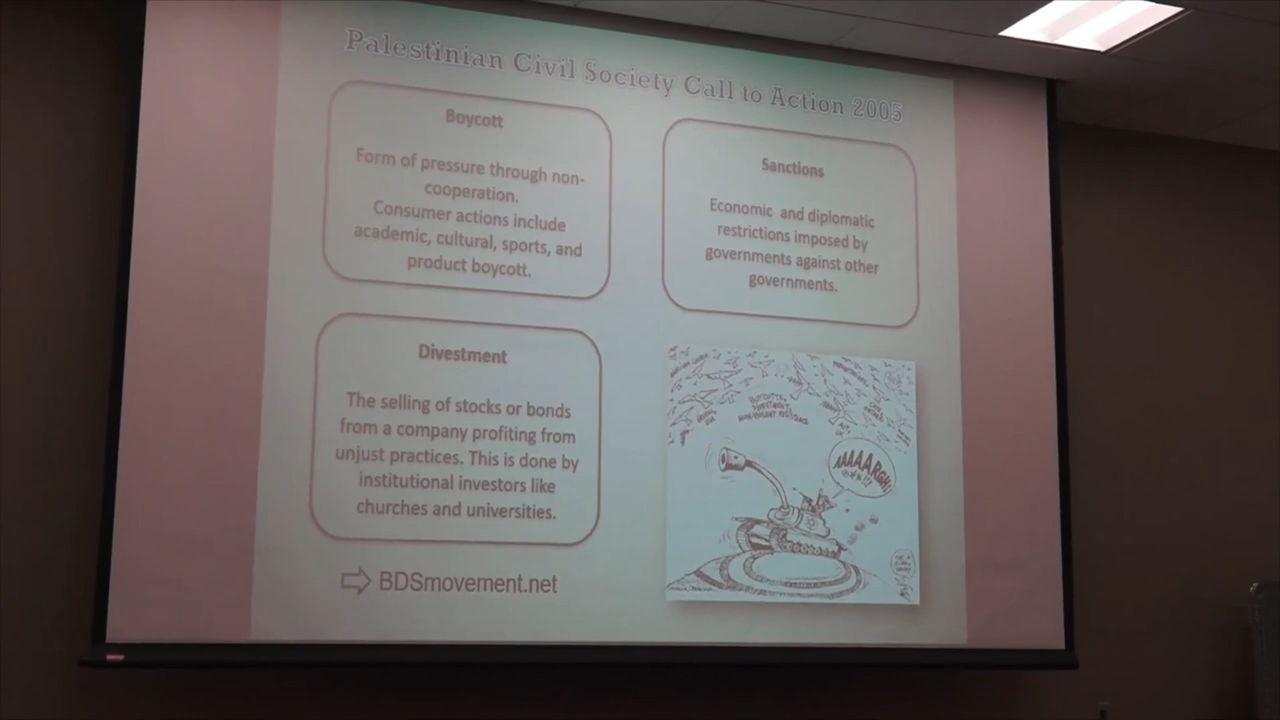 Palestinian Civil Society Call to Action 2005
Boycott
Form of pressure through non-
cooperation.
Consumer actions include
academic, cultural, sports, and
product boycott.
Sanctions
Economic and diplomatic
restrictions imposed by
governments against other
governments.
Divestment
The selling of stocks or bonds
from a company profiting from
unjust practices. This is done by
institutional investors like
churches and universities.
BDSmovement.net
AAAAARGH!